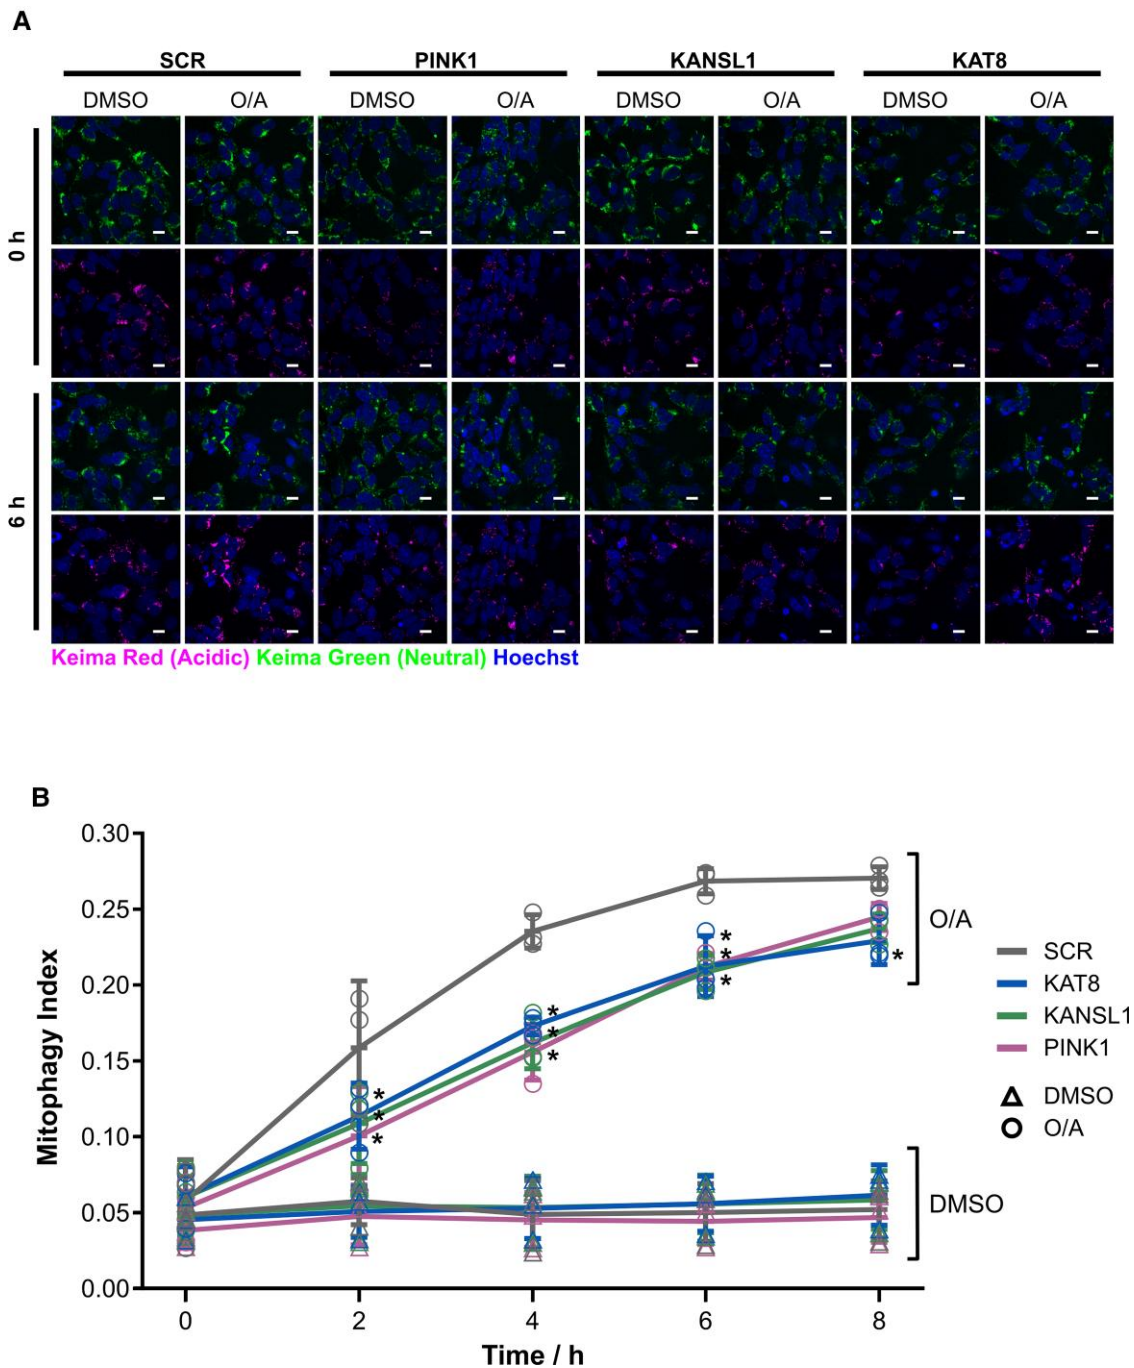 A
SCR PINK1 KANSL1 KAT8
DMSO O/A DMSO O/A DMSO O/A DMSO O/A
0 h
6 h
Keima Red (Acidic) Keima Green (Neutral) Hoechst
B
Mitophagy Index
0.30
0.25
0.20
0.15
0.10
0.05
0.00
* * *
* * *
* * *
*
O/A
DMSO
SCR
KAT8
KANSL1
PINK1
DMSO
O/A
0 2 4 6 8
Time / h